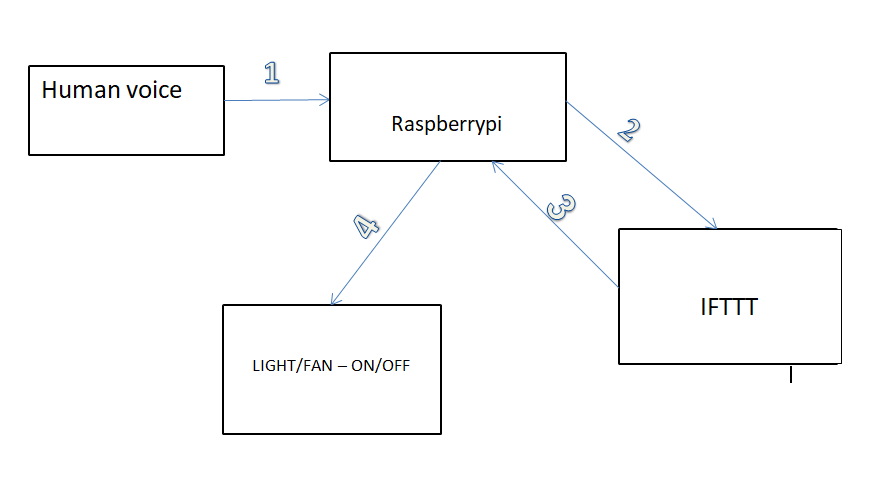 Human voice
1
Raspberrypi
2
3
4
IFTTT
LIGHT/FAN – ON/OFF